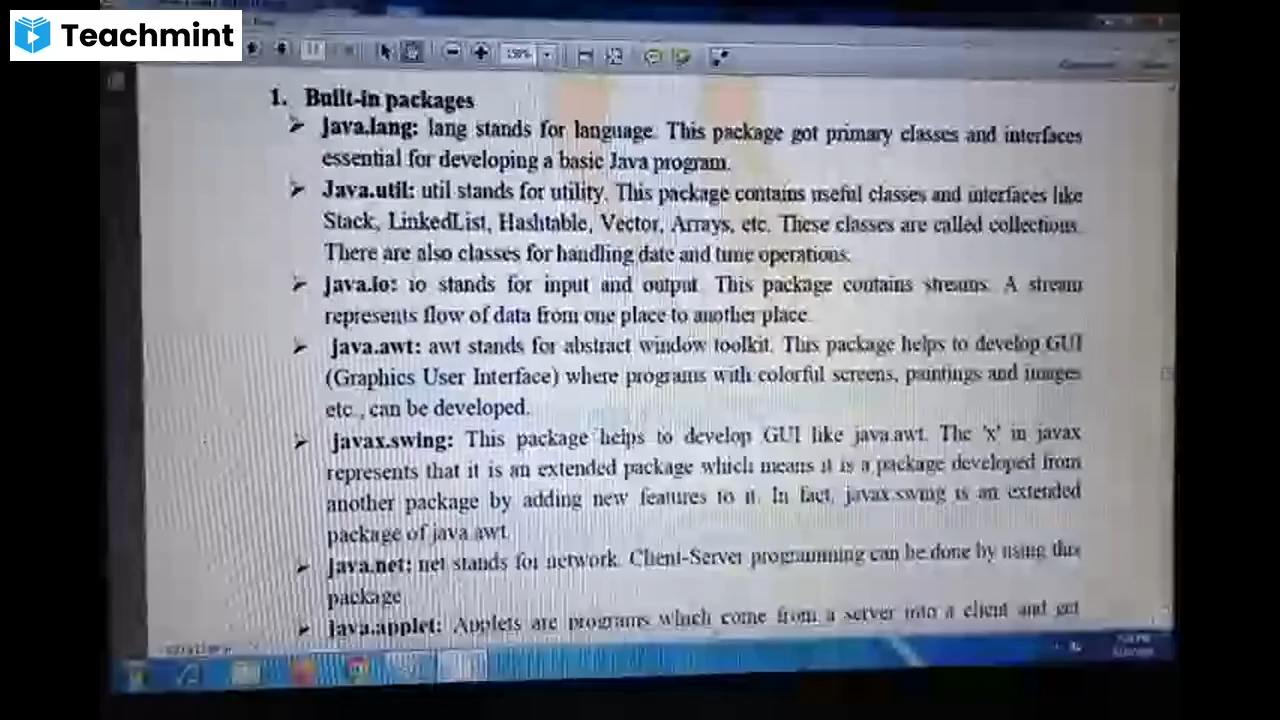 Teachmint
150%
1. Built-in packages
➢ Java.lang: lang stands for language. This package got primary classes and interfaces
essential for developing a basic Java program.
➢ Java.util: util stands for utility. This package contains useful classes and interfaces like
Stack, LinkedList, Hashtable, Vector, Arrays, etc. These classes are called collections.
There are also classes for handling date and time operations.
➢ Java.io: io stands for input and output. This package contains streams. A stream
represents flow of data from one place to another place.
➢ Java.awt: awt stands for abstract window toolkit. This package helps to develop GUI
(Graphics User Interface) where programs with colorful screens, paintings and images
etc., can be developed.
➢ Javax.swing: This package helps to develop GUI like java.awt. The 'x' in javax
represents that it is an extended package which means it is a package developed from
another package by adding new features to it. In fact, javax.swing is an extended
package of java.awt.
➢ Java.net: net stands for network. Client-Server programming can be done by using this
package
➢ Java.applet: Applets are programs which come from a server into a client and get